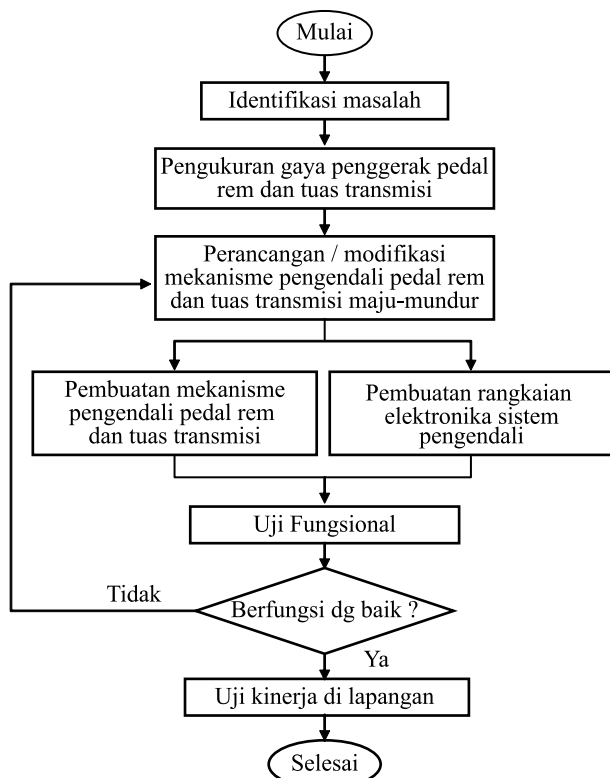 Mulai
Identifikasi masalah
Pengukuran gaya penggerak pedal
rem dan tuas transmisi
Perancangan / modifikasi
mekanisme pengendali pedal rem
dan tuas transmisi maju-mundur
Pembuatan mekanisme
pengendali pedal rem
dan tuas transmisi
Pembuatan rangkaian
elektronika sistem
pengendali
Uji Fungsional
Tidak
Berfungsi dg baik ?
Ya
Uji kinerja di lapangan
Selesai